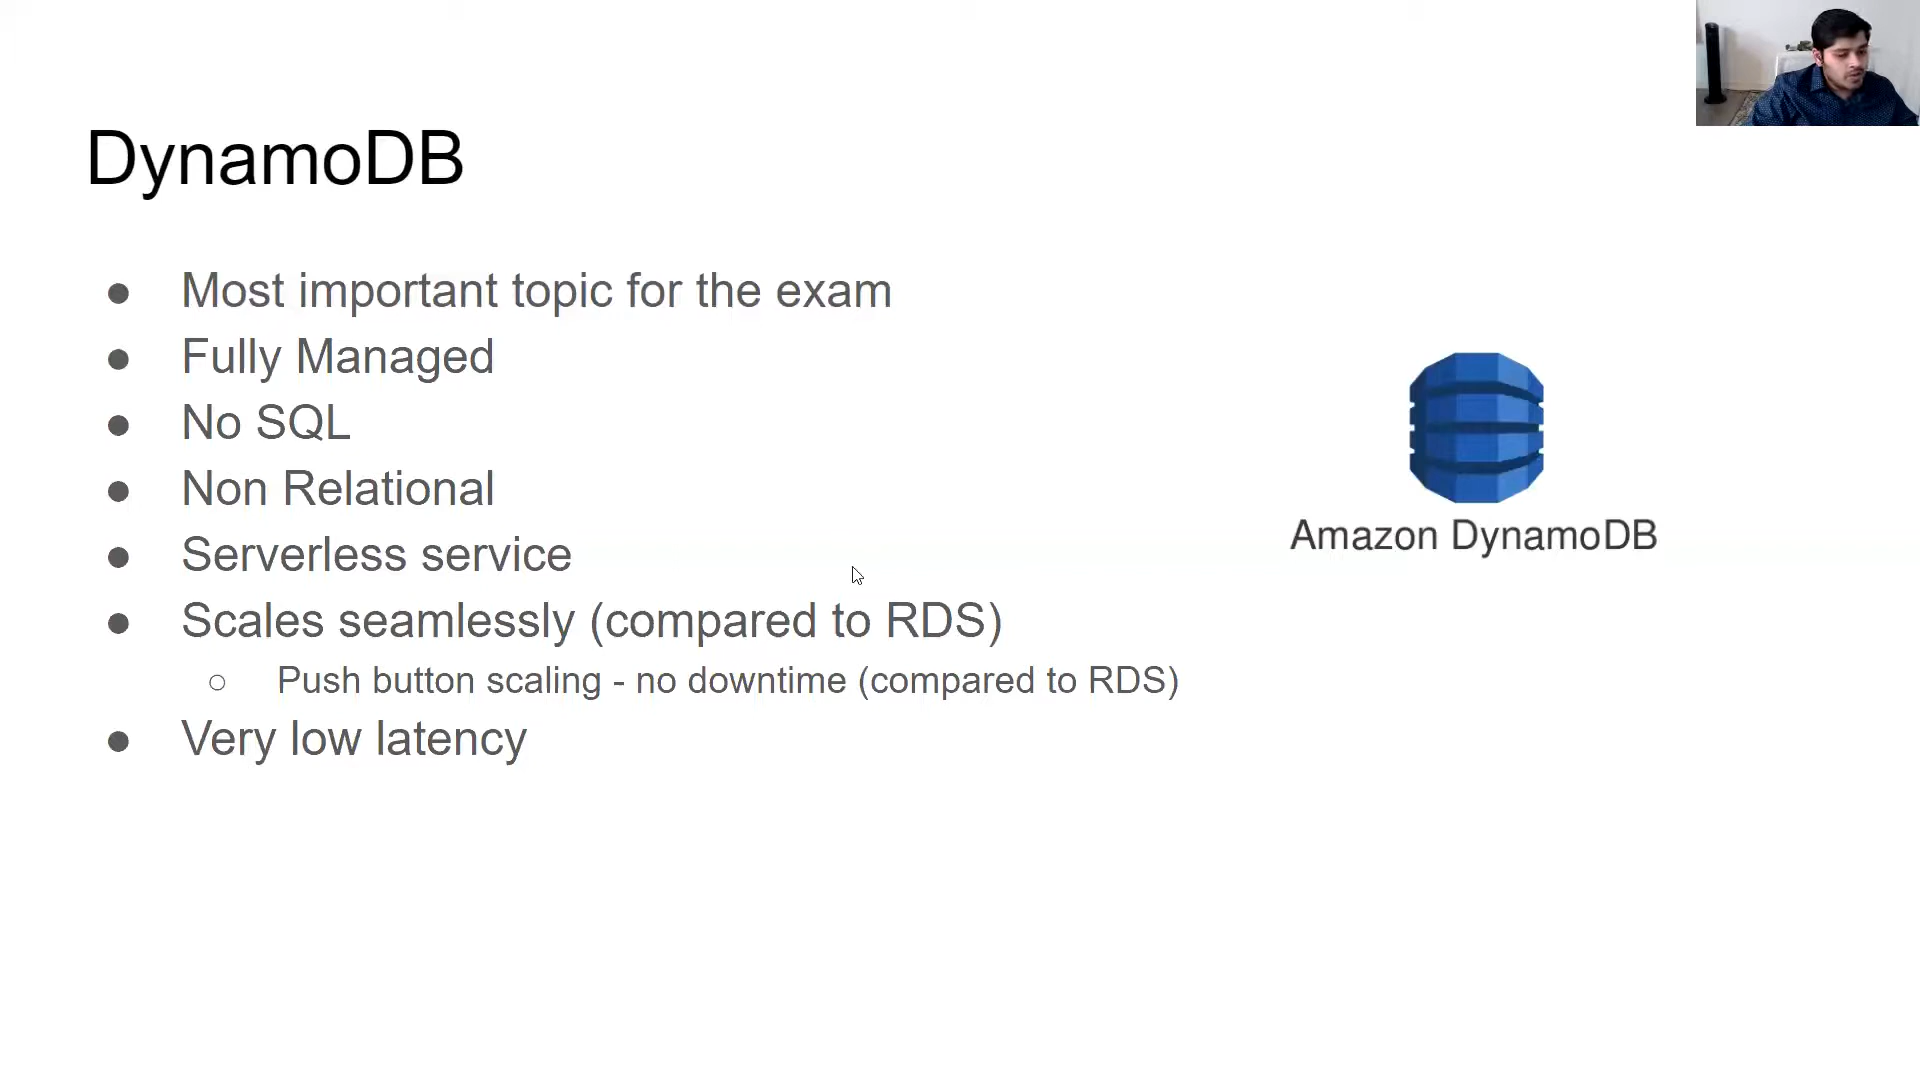 DynamoDB
Most important topic for the exam
Fully Managed
No SQL
Non Relational
Serverless service
Scales seamlessly (compared to RDS)
Push button scaling - no downtime (compared to RDS)
Very low latency
Amazon DynamoDB